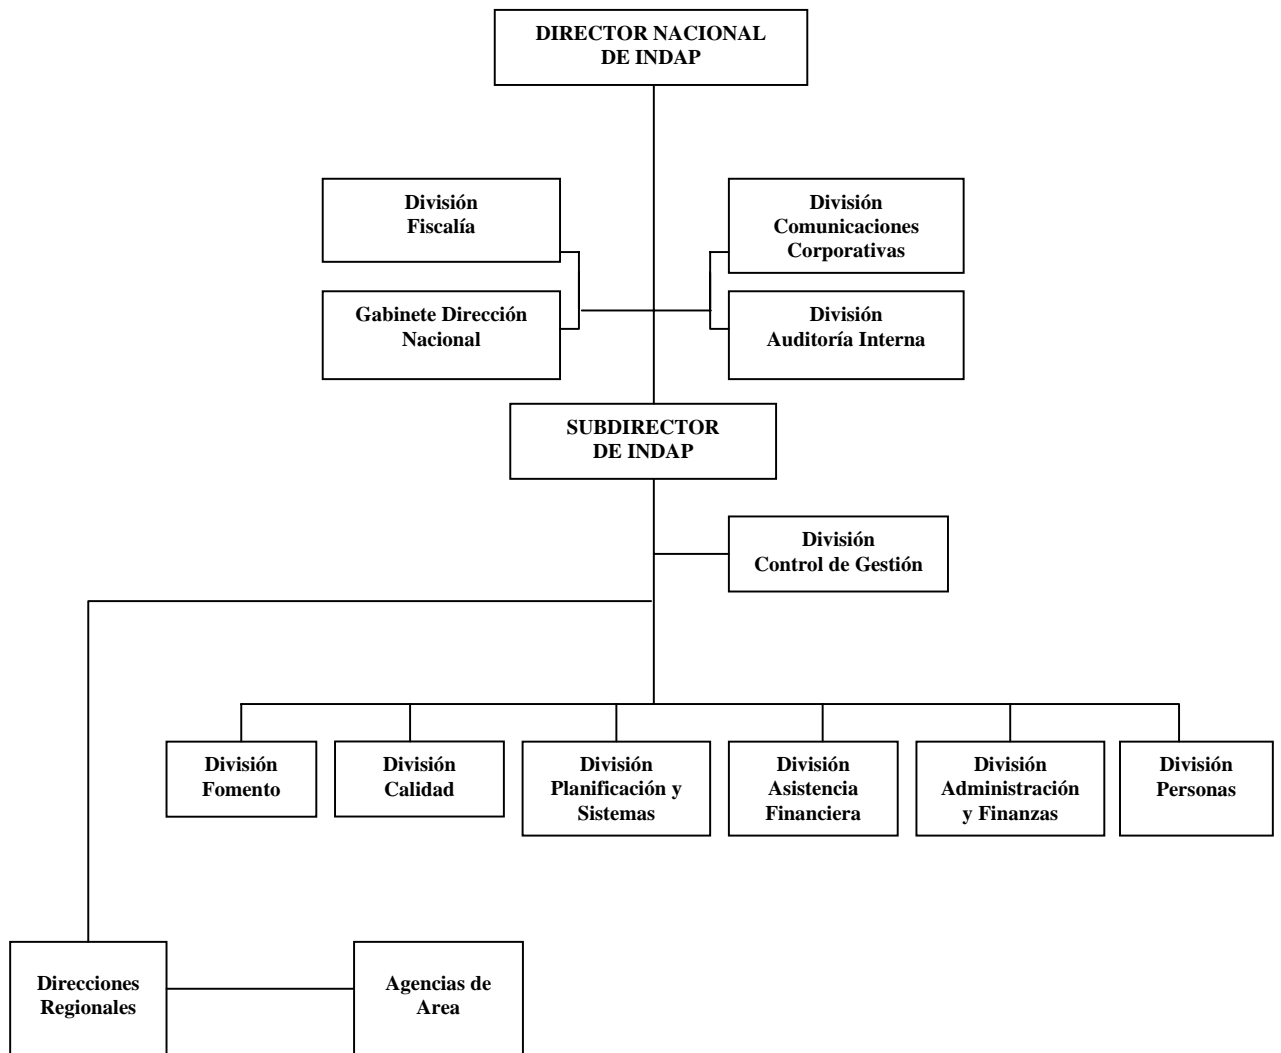 DIRECTOR NACIONAL
DE INDAP
División
Fiscalía
División
Comunicaciones
Corporativas
Gabinete Dirección
Nacional
División
Auditoría Interna
SUBDIRECTOR
DE INDAP
División
Control de Gestión
División
Fomento
División
Calidad
División
Planificación y
Sistemas
División
Asistencia
Financiera
División
Administración
y Finanzas
División
Personas
Direcciones
Regionales
Agencias de
Area